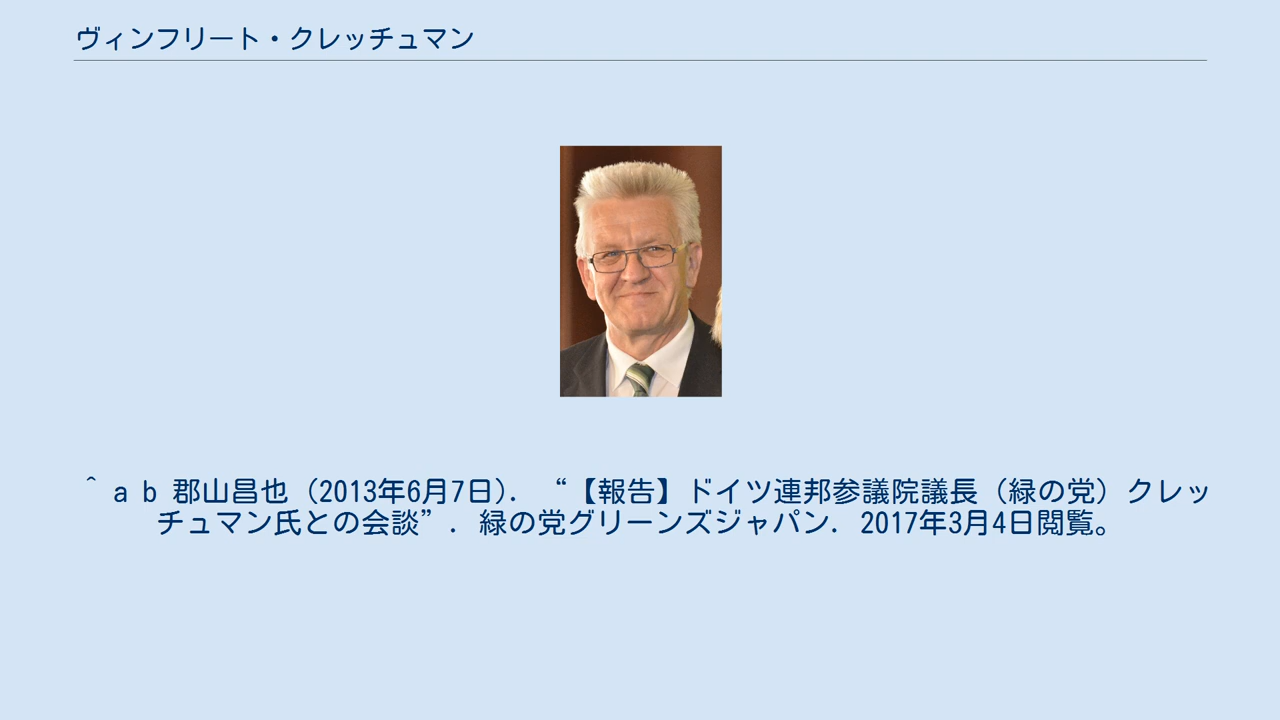 ヴィンフリート・クレッチュマン
^ a b 郡山昌也 (2013年6月7日). “【報告】ドイツ連邦参議院議長（緑の党）クレッ
チュマン氏との会談”. 緑の党グリーンズジャパン. 2017年3月4日閲覧。